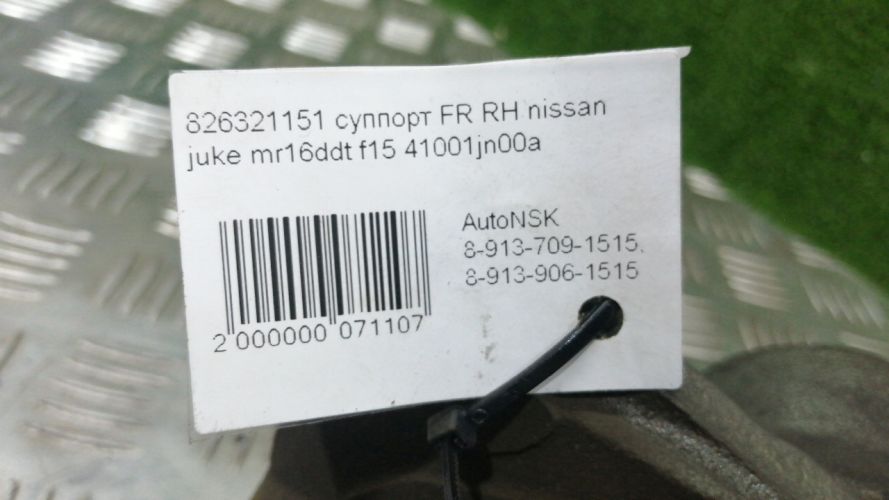 826321151 суппорт FR RH nissan
juke mr16ddt f15 41001jn00a
AutoNSK
8-913-709-1515,
8-913-906-1515
2 000000 071107